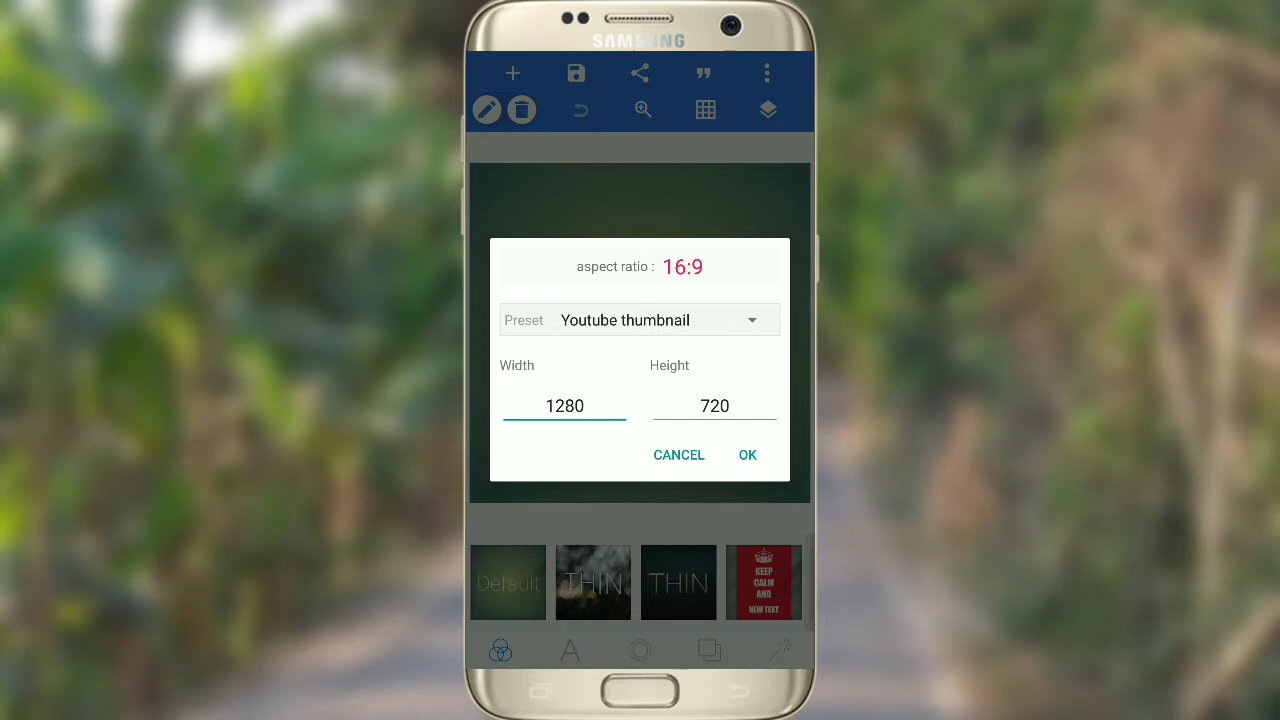 SAMSUNG
aspect ratio : 16:9
Preset Youtube thumbnail
Width Height
1280 720
CANCEL OK
Default THIN THIN KEEP
CALM
AND
NEW TEXT